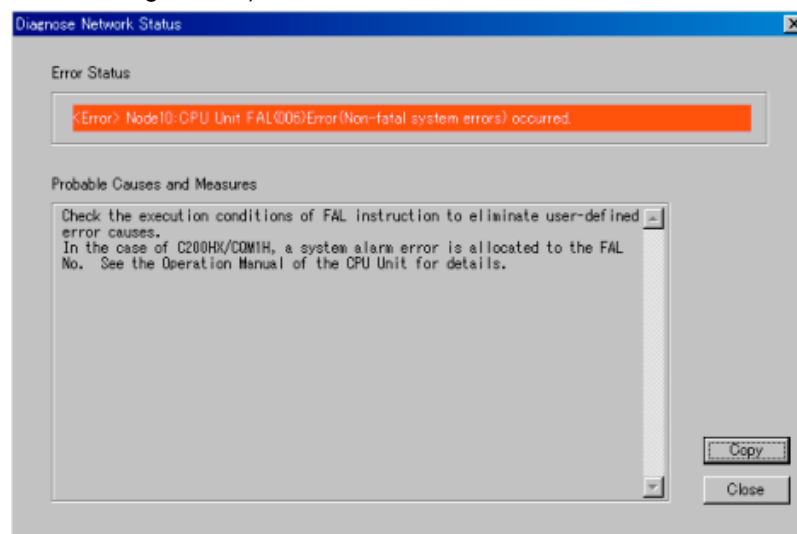 Diagnose Network Status
Error Status
<Error> Node10:CPU Unit FAL(006)Error(Non-fatal system errors) occurred.
Probable Causes and Measures
Check the execution conditions of FAL instruction to eliminate user-defined
error causes.
In the case of C200HX/CQM1H, a system alarm error is allocated to the FAL
No. See the Operation Manual of the CPU Unit for details.
Copy
Close